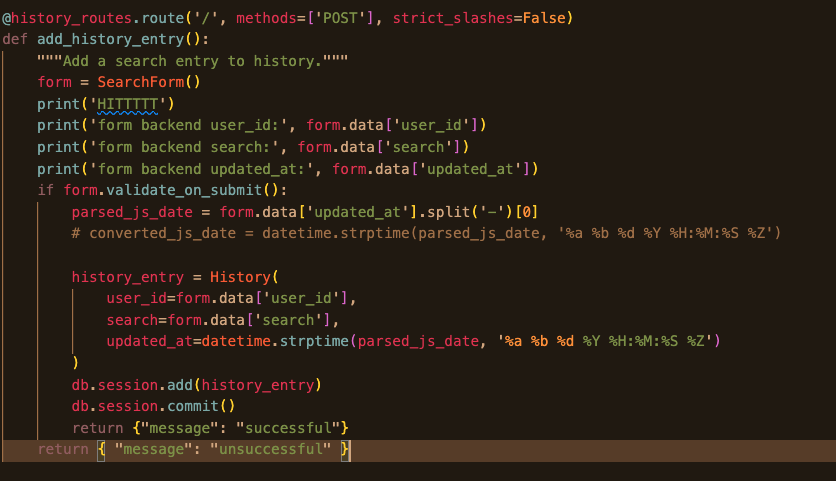 @history_routes.route('/', methods=['POST'], strict_slashes=False)
def add_history_entry():
    """Add a search entry to history."""
    form = SearchForm()
    print('HITTTTT')
    print('form backend user_id:', form.data['user_id'])
    print('form backend search:', form.data['search'])
    print('form backend updated_at:', form.data['updated_at'])
    if form.validate_on_submit():
        parsed_js_date = form.data['updated_at'].split('-')[0]
        # converted_js_date = datetime.strptime(parsed_js_date, '%a %b %d %Y %H:%M:%S %Z')

        history_entry = History(
            user_id=form.data['user_id'],
            search=form.data['search'],
            updated_at=datetime.strptime(parsed_js_date, '%a %b %d %Y %H:%M:%S %Z')
        )
        db.session.add(history_entry)
        db.session.commit()
        return {"message": "successful"}
    return { "message": "unsuccessful" }